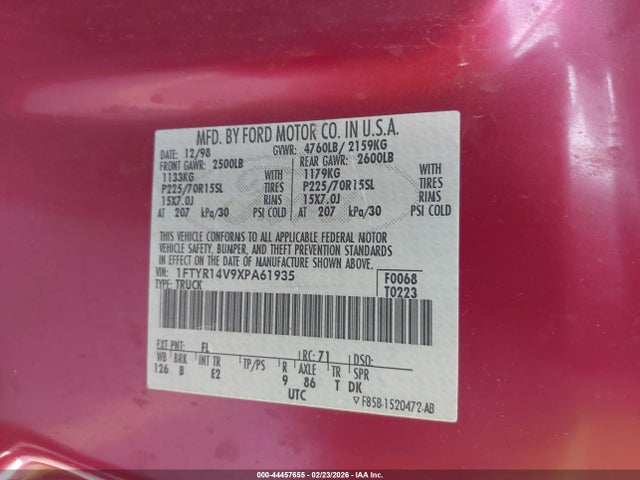 MFD. BY FORD MOTOR CO. IN U.S.A.
DATE: 12/98 GVWR: 4760LB/ 2159KG
FRONT GAWR: 2500LB REAR GAWR: 2600LB
1133KG WITH 1179KG WITH
P225/70R15SL TIRES P225/70R15SL TIRES
15X7.0J RIMS 15X7.0J RIMS
AT 207 kPa/30 PSI COLD AT 207 kPa/30 PSI COLD
THIS VEHICLE CONFORMS TO ALL APPLICABLE FEDERAL MOTOR
VEHICLE SAFETY, BUMPER, AND THEFT PREVENTION STANDARDS
IN EFFECT ON THE DATE OF MANUFACTURE SHOWN ABOVE.
VIN: 1FTYR14V9XPA61935 F0068
TYPE: TRUCK T0223
EXT PNT: FL RC: 71 DSO:
WB BRK INT TR TP/PS R AXLE TR SPR
126 B E2 9 86 T DK
UTC F85B-1520472-AB
000-44457655 - 02/23/2026 - IAA Inc.